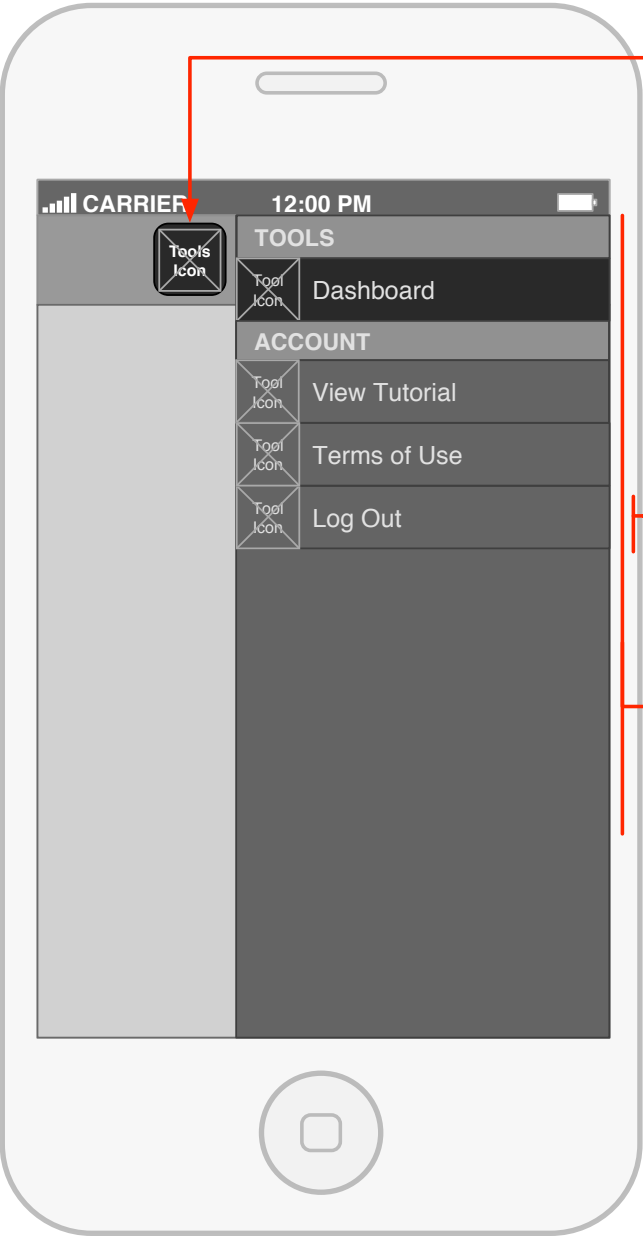 CARRIER 12:00 PM
Tools
Icon
TOOLS
Tool
Icon
Dashboard
ACCOUNT
Tool
Icon
View Tutorial
Tool
Icon
Terms of Use
Tool
Icon
Log Out